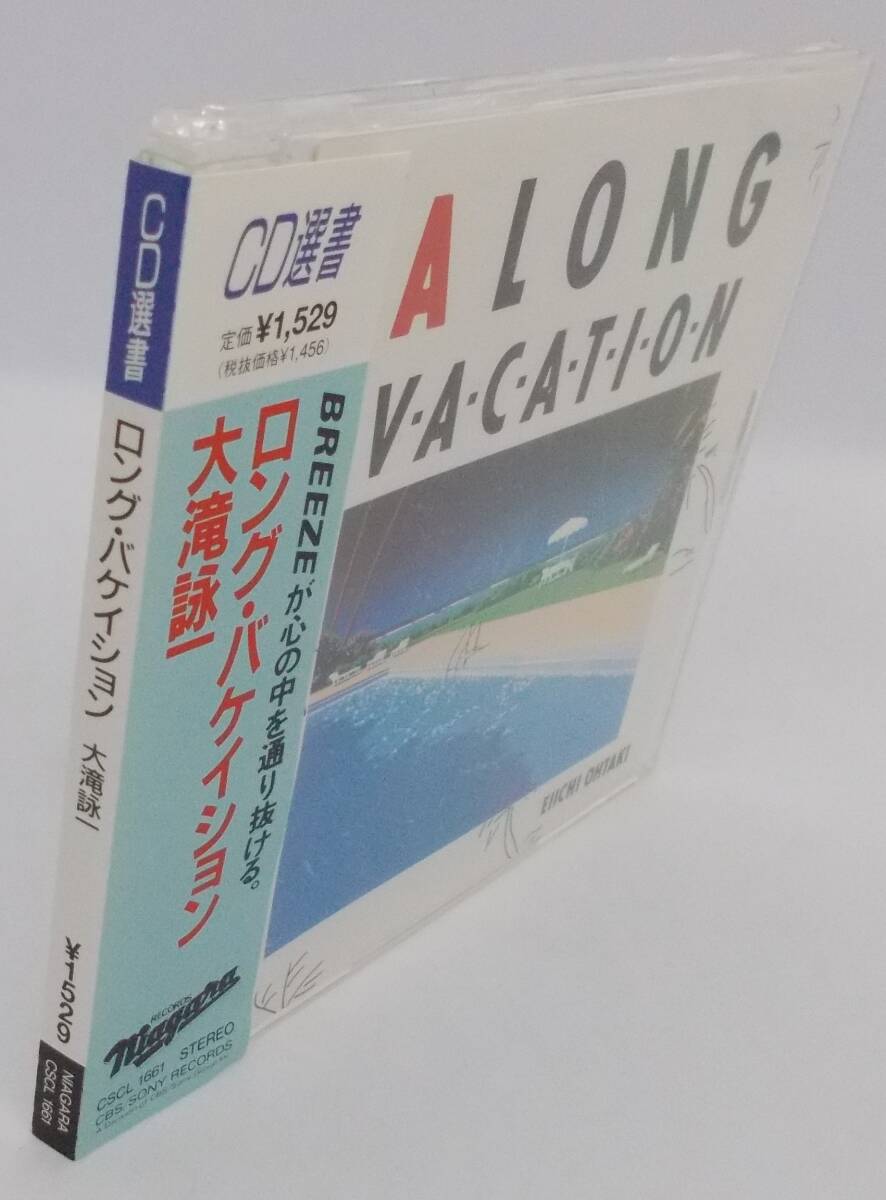 CD選書
ロング・バケイション 大滝詠一
¥1529
NIAGARA
CSCL 1661
CD選書
定価¥1,529
(税抜価格¥1,456)
BREEZEが心の中を通り抜ける。
ロング・バケイション
大滝詠一
RECORDS
Niagara
CSCL 1661 STEREO
CBS/SONY RECORDS
A LONG
V·A·C·A·T·I·O·N
EIICHI OHTAKI